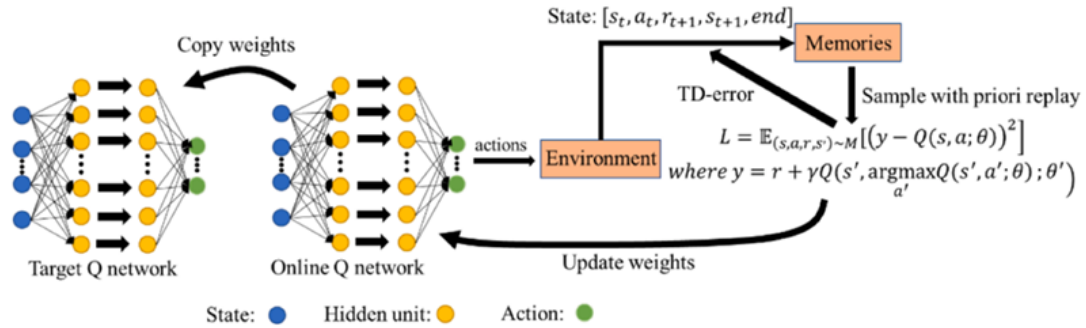 State: [s_t, a_t, r_{t+1}, s_{t+1}, end]
Copy weights
Memories
TD-error
Sample with priori replay
actions
Environment
L = 𝔼_{(s,a,r,s')~M}[(y − Q(s, a; θ))^2]
where y = r + γQ(s', argmax_{a'} Q(s', a'; θ) ; θ')
Target Q network
Online Q network
Update weights
State:
Hidden unit:
Action: